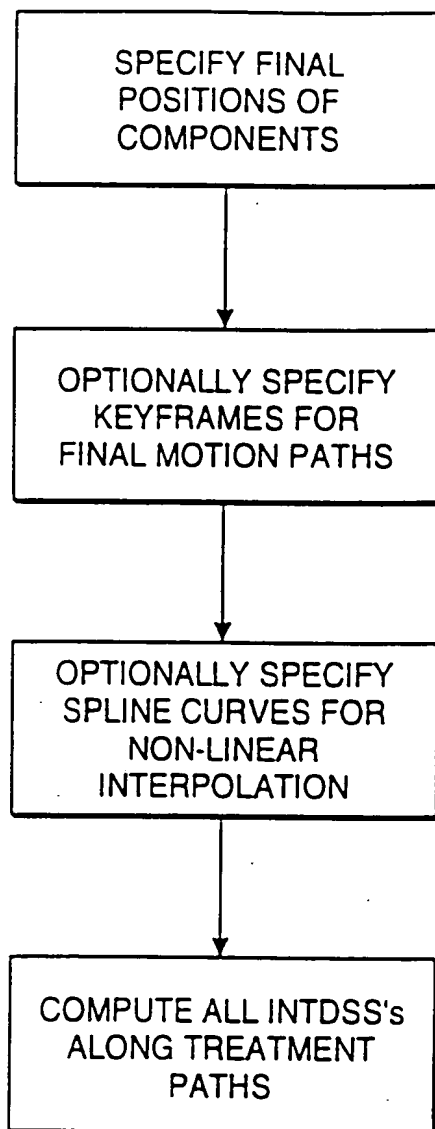 SPECIFY FINAL
POSITIONS OF
COMPONENTS
OPTIONALLY SPECIFY
KEYFRAMES FOR
FINAL MOTION PATHS
OPTIONALLY SPECIFY
SPLINE CURVES FOR
NON-LINEAR
INTERPOLATION
COMPUTE ALL INTDSS's
ALONG TREATMENT
PATHS